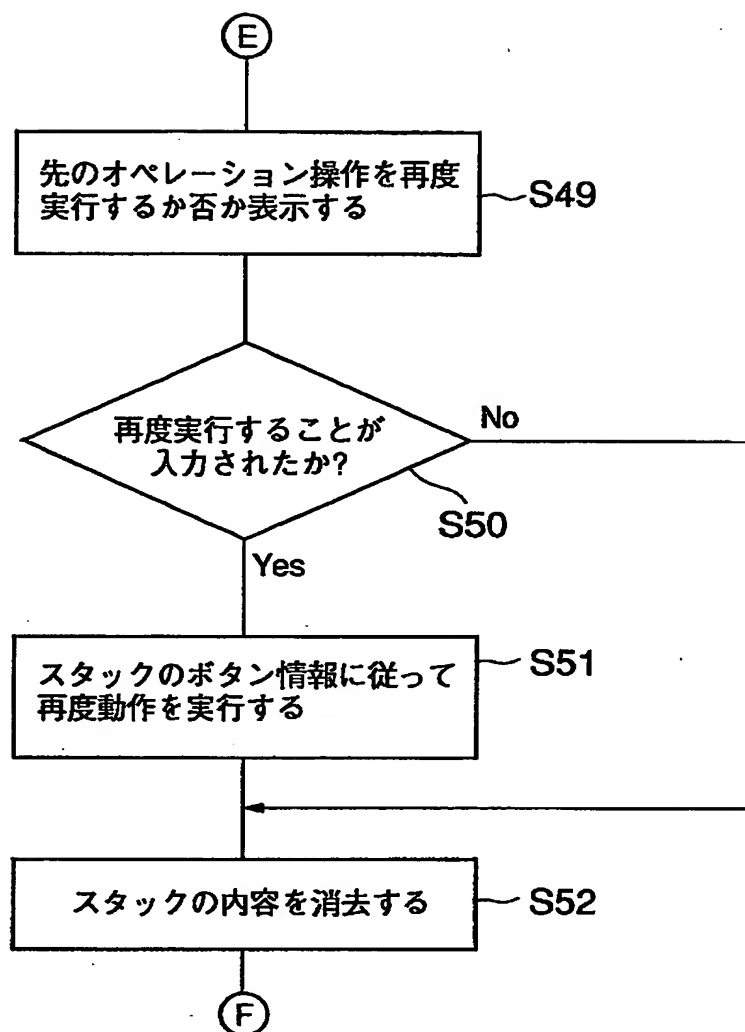 E
先のオペレーション操作を再度
実行するか否か表示する
S49
再度実行することが
入力されたか?
No
S50
Yes
スタックのボタン情報に従って
再度動作を実行する
S51
スタックの内容を消去する
S52
F